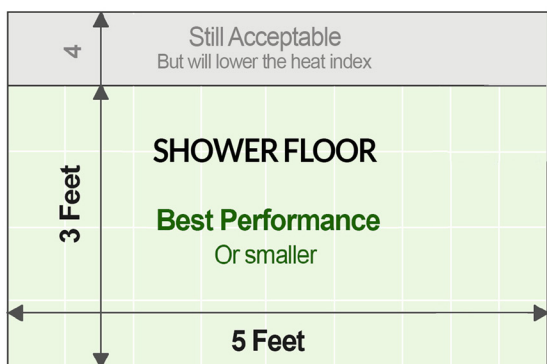 4
Still Acceptable
But will lower the heat index
3 Feet
SHOWER FLOOR
Best Performance
Or smaller
5 Feet